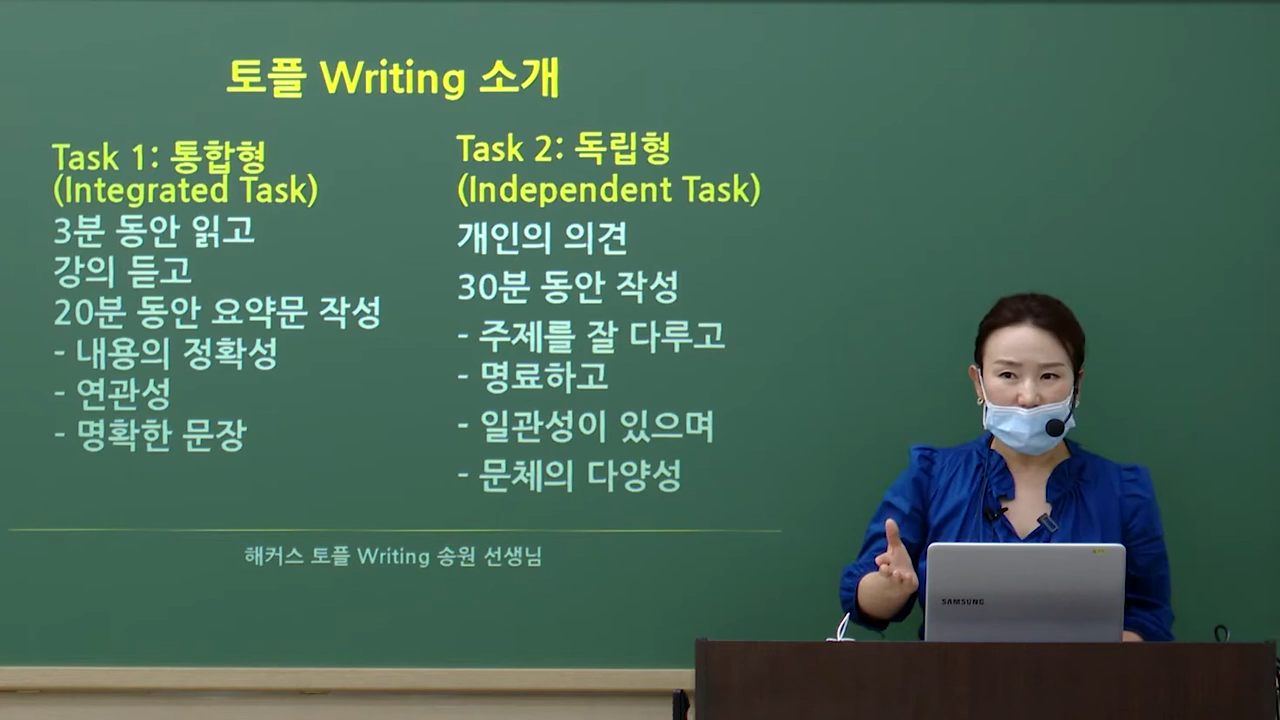 토플 Writing 소개
Task 1: 통합형
(Integrated Task)
3분 동안 읽고
강의 듣고
20분 동안 요약문 작성
- 내용의 정확성
- 연관성
- 명확한 문장
Task 2: 독립형
(Independent Task)
개인의 의견
30분 동안 작성
- 주제를 잘 다루고
- 명료하고
- 일관성이 있으며
- 문체의 다양성
해커스 토플 Writing 송원 선생님
SAMSUNG